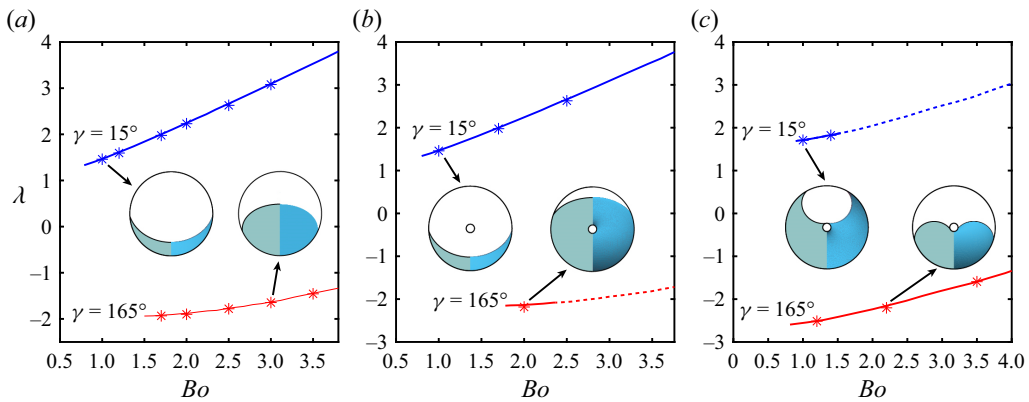 (a) (b) (c)
4 4 4
3 3 3
2 2 2
1 1 1
0 0 0
–1 –1 –1
–2 –2 –2
–3 –3
λ
γ = 15° γ = 15° γ = 15°
γ = 165° γ = 165° γ = 165°
0.5 1.0 1.5 2.0 2.5 3.0 3.5
0.5 1.0 1.5 2.0 2.5 3.0 3.5
0 0.5 1.0 1.5 2.0 2.5 3.0 3.5 4.0
Bo Bo Bo